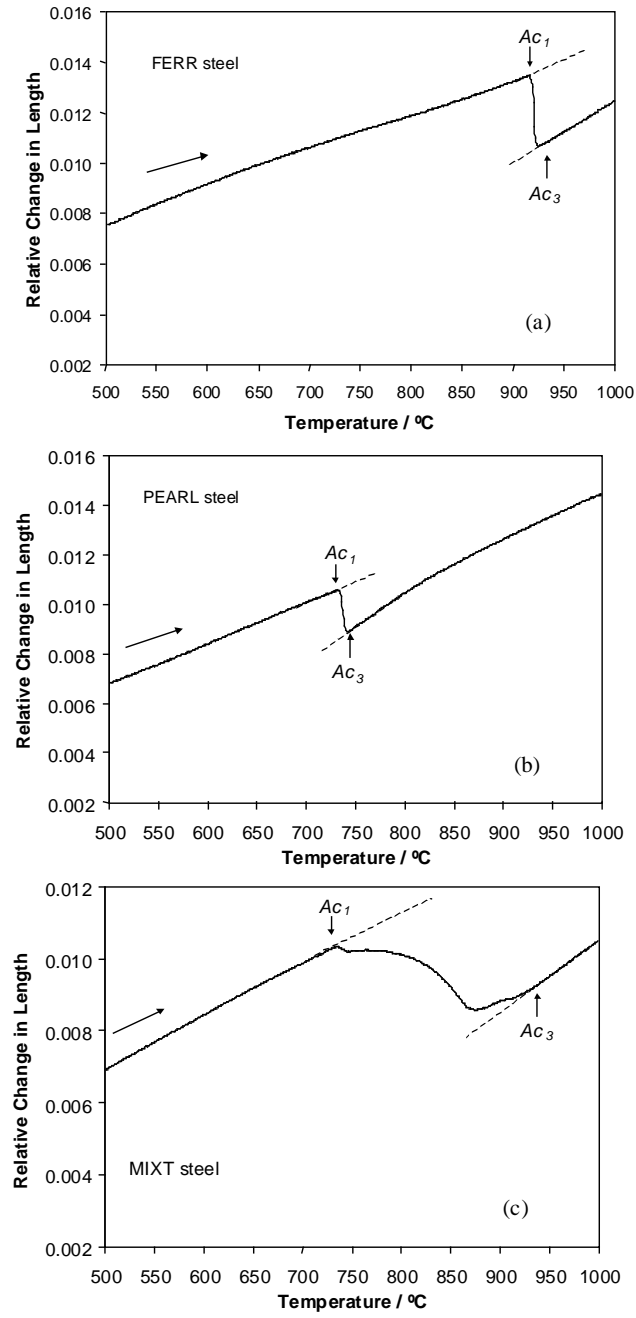 0.016
0.014
0.012
0.010
0.008
0.006
0.004
0.002
Relative Change in Length
FERR steel
Ac1
Ac3
(a)
500 550 600 650 700 750 800 850 900 950 1000
Temperature / ºC
0.016
0.014
0.012
0.010
0.008
0.006
0.004
0.002
Relative Change in Length
PEARL steel
Ac1
Ac3
(b)
500 550 600 650 700 750 800 850 900 950 1000
Temperature / ºC
0.012
0.010
0.008
0.006
0.004
0.002
Relative Change in Length
Ac1
Ac3
MIXT steel
(c)
500 550 600 650 700 750 800 850 900 950 1000
Temperature / ºC